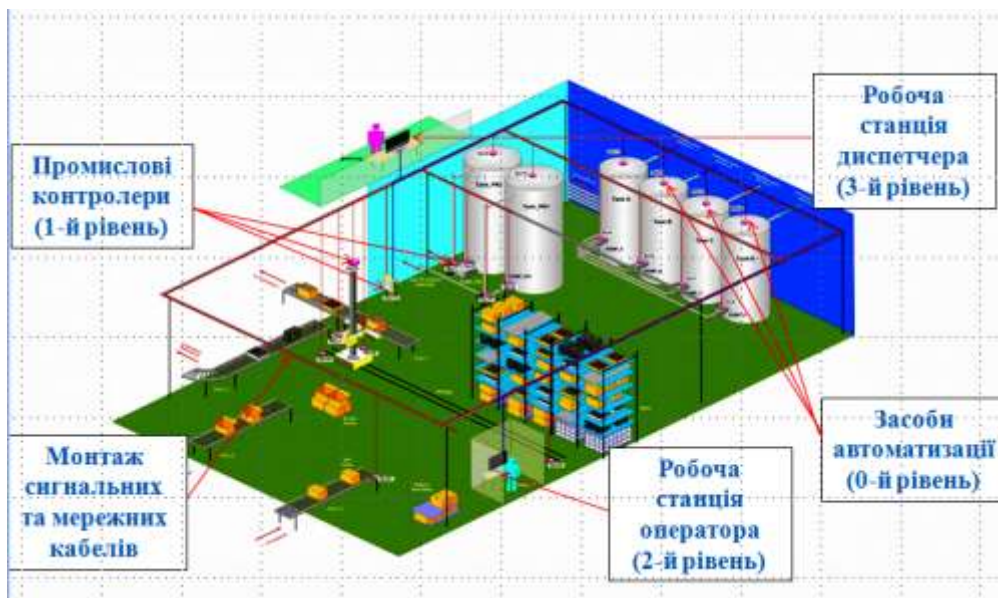 Робоча
станція
диспетчера
(3-й рівень)
Промислові
контролери
(1-й рівень)
Засоби
автоматизації
(0-й рівень)
Монтаж
сигнальних
та мережних
кабелів
Робоча
станція
оператора
(2-й рівень)